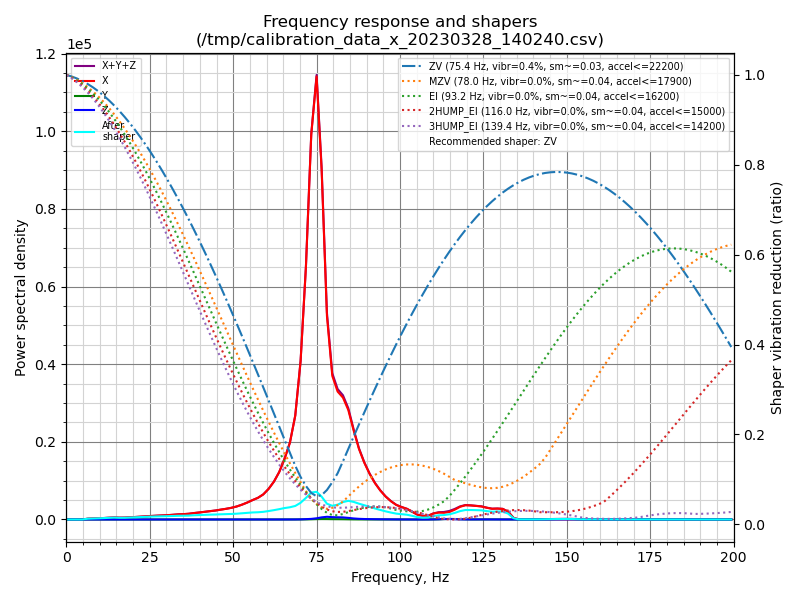 Frequency response and shapers
(/tmp/calibration_data_x_20230328_140240.csv)
1e5
X+Y+Z
X
Y
Z
After
shaper
ZV (75.4 Hz, vibr=0.4%, sm~=0.03, accel<=22200)
MZV (78.0 Hz, vibr=0.0%, sm~=0.04, accel<=17900)
EI (93.2 Hz, vibr=0.0%, sm~=0.04, accel<=16200)
2HUMP_EI (116.0 Hz, vibr=0.0%, sm~=0.04, accel<=15000)
3HUMP_EI (139.4 Hz, vibr=0.0%, sm~=0.04, accel<=14200)
Recommended shaper: ZV
Power spectral density
1.2
1.0
0.8
0.6
0.4
0.2
0.0
1.0
0.8
0.6
0.4
0.2
0.0
Shaper vibration reduction (ratio)
0 25 50 75 100 125 150 175 200
Frequency, Hz